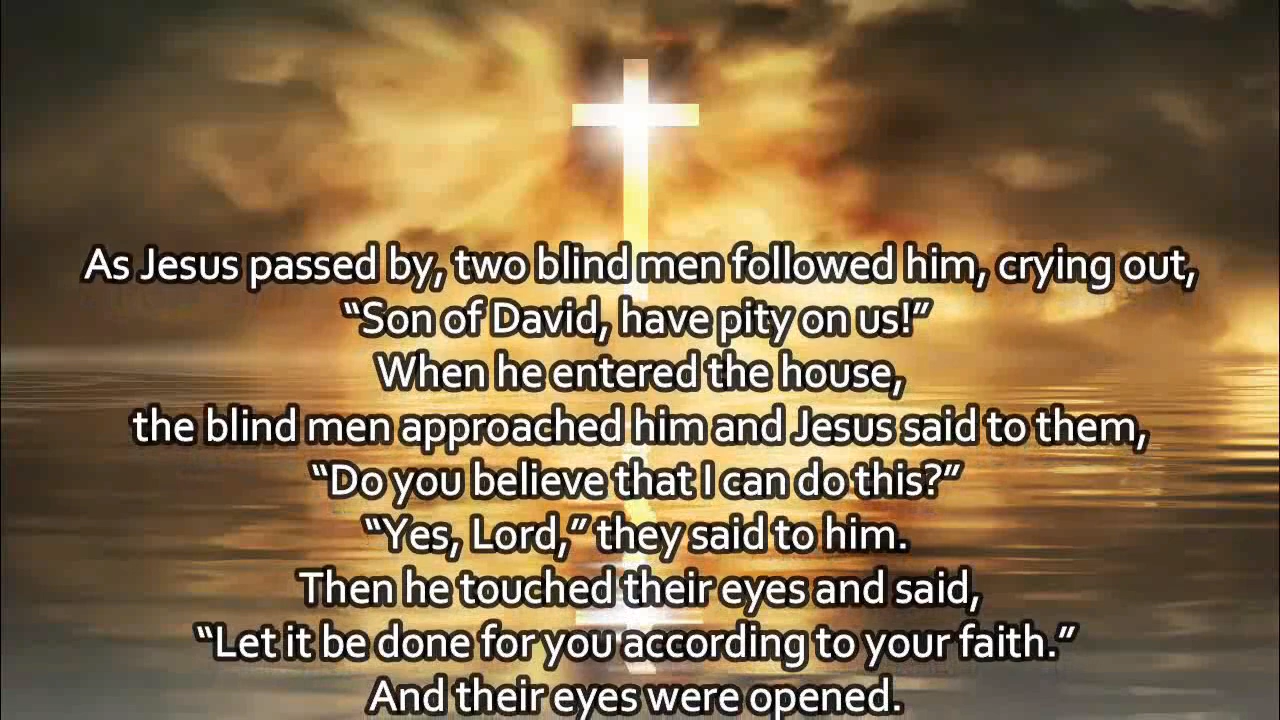 As Jesus passed by, two blind men followed him, crying out,
“Son of David, have pity on us!”
When he entered the house,
the blind men approached him and Jesus said to them,
“Do you believe that I can do this?”
“Yes, Lord,” they said to him.
Then he touched their eyes and said,
“Let it be done for you according to your faith.”
And their eyes were opened.